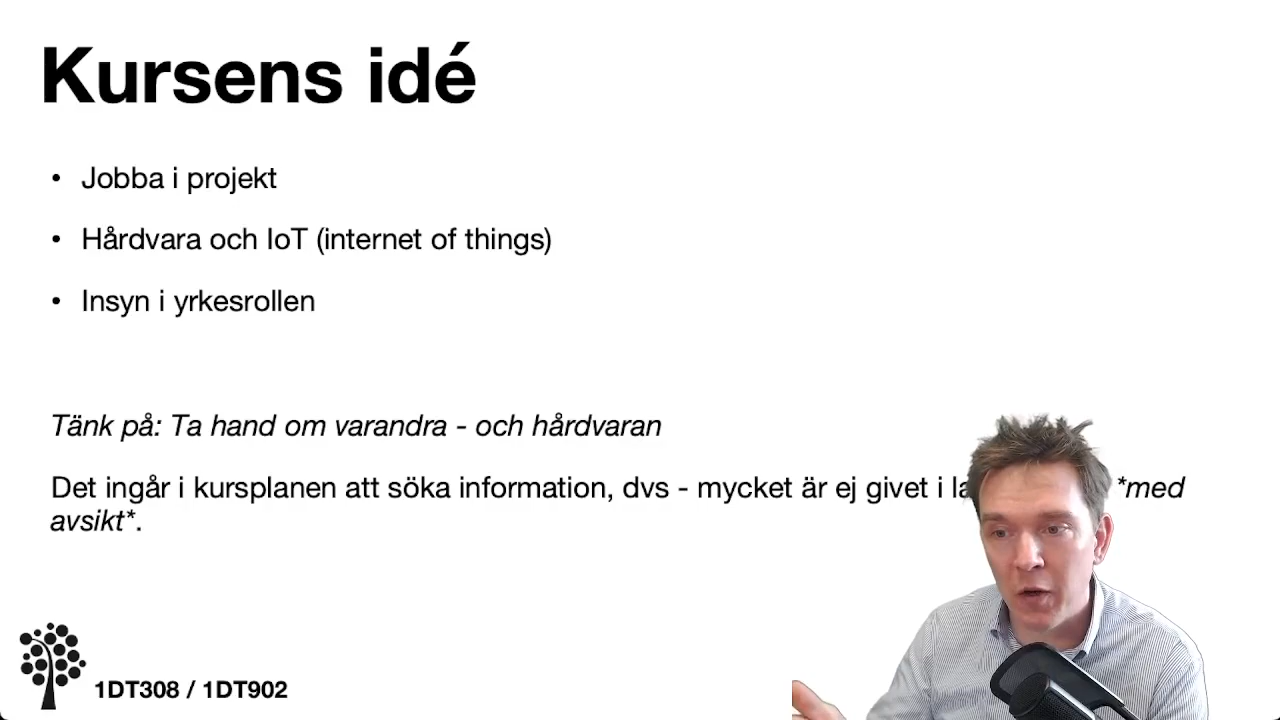 Kursens idé
• Jobba i projekt
• Hårdvara och IoT (internet of things)
• Insyn i yrkesrollen
Tänk på: Ta hand om varandra - och hårdvaran
Det ingår i kursplanen att söka information, dvs - mycket är ej givet i *med
avsikt*.
1DT308 / 1DT902